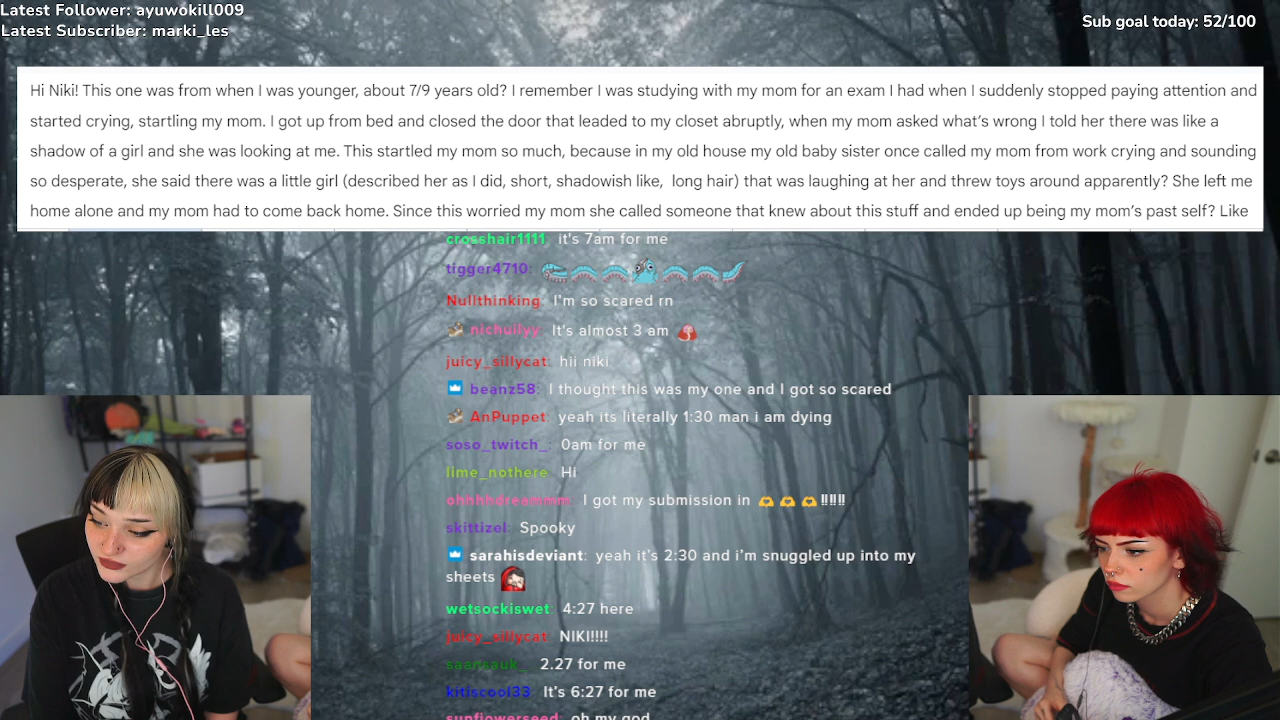 Latest Follower: ayuwokill009
Latest Subscriber: marki_les
Sub goal today: 52/100
Hi Niki! This one was from when I was younger, about 7/9 years old? I remember I was studying with my mom for an exam I had when I suddenly stopped paying attention and
started crying, startling my mom. I got up from bed and closed the door that leaded to my closet abruptly, when my mom asked what's wrong I told her there was like a
shadow of a girl and she was looking at me. This startled my mom so much, because in my old house my old baby sister once called my mom from work crying and sounding
so desperate, she said there was a little girl (described her as I did, short, shadowish like,  long hair) that was laughing at her and threw toys around apparently? She left me
home alone and my mom had to come back home. Since this worried my mom she called someone that knew about this stuff and ended up being my mom's past self? Like
crosshair1111: it's 7am for me
tigger4710:
Nullthinking: I'm so scared rn
nichullyy: It's almost 3 am
juicy_sillycat: hii niki
beanz58: I thought this was my one and I got so scared
AnPuppet: yeah its literally 1:30 man i am dying
soso_twitch_: 0am for me
lime_nothere: Hi
I got my submission in !!!!!!
skittizel: Spooky
sarahisdeviant: yeah it's 2:30 and i'm snuggled up into my
sheets
wetsockiswet: 4:27 here
juicy_sillycat: NIKI!!!!
2.27 for me
kitiscool33: It's 6:27 for me
sunflowerseed: oh my god